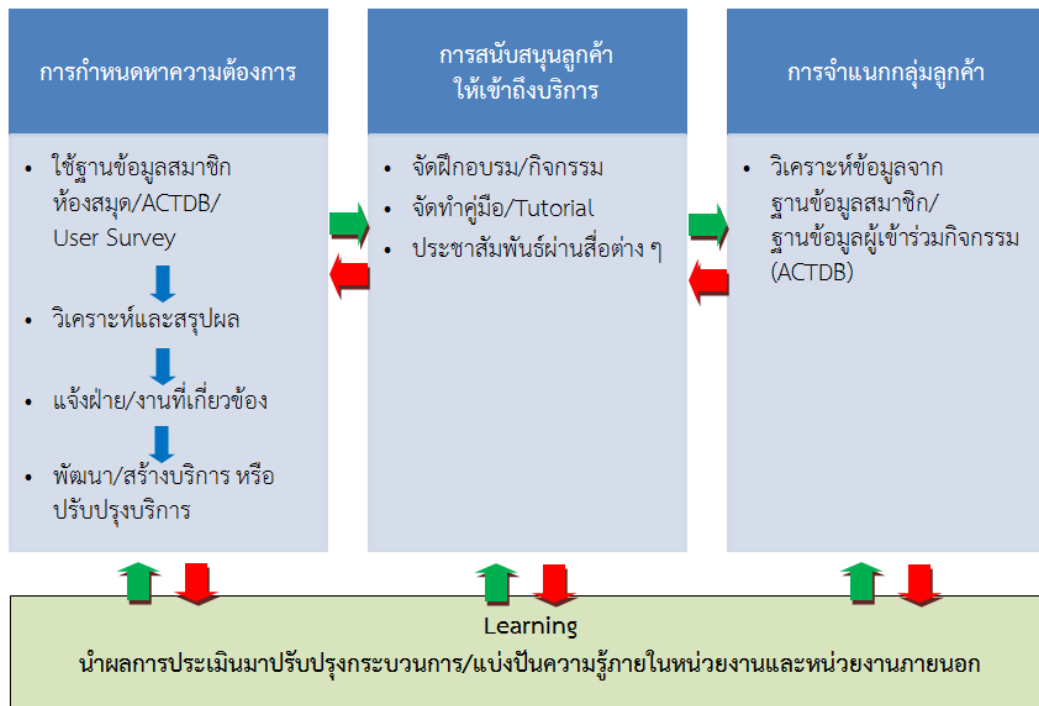 การกำหนดหาความต้องการ
การสนับสนุนลูกค้า
ให้เข้าถึงบริการ
การจำแนกกลุ่มลูกค้า
• ใช้ฐานข้อมูลสมาชิก
ห้องสมุด/ACTDB/
User Survey
• วิเคราะห์และสรุปผล
• แจ้งฝ่าย/งานที่เกี่ยวข้อง
• พัฒนา/สร้างบริการ หรือ
ปรับปรุงบริการ
• จัดฝึกอบรม/กิจกรรม
• จัดทำคู่มือ/Tutorial
• ประชาสัมพันธ์ผ่านสื่อต่าง ๆ
• วิเคราะห์ข้อมูลจาก
ฐานข้อมูลสมาชิก/
ฐานข้อมูลผู้เข้าร่วมกิจกรรม
(ACTDB)
Learning
นำผลการประเมินมาปรับปรุงกระบวนการ/แบ่งปันความรู้ภายในหน่วยงานและหน่วยงานภายนอก